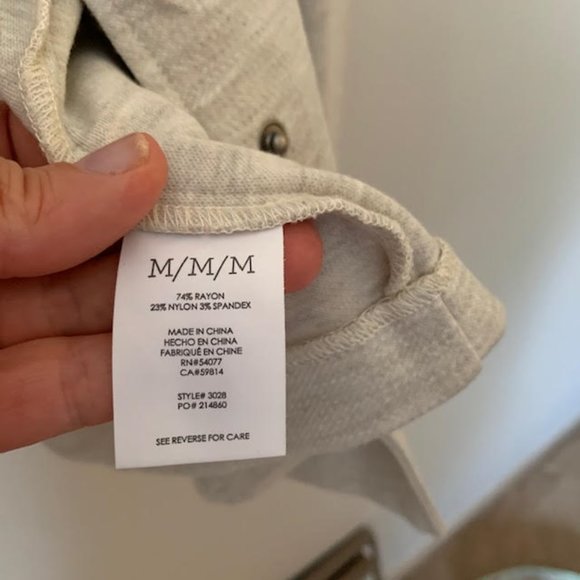 M/M/M
74% RAYON
23% NYLON 3% SPANDEX
MADE IN CHINA
HECHO EN CHINA
FABRIQUÉ EN CHINE
RN#54077
CA#59814
STYLE# 3028
PO# 214860
SEE REVERSE FOR CARE